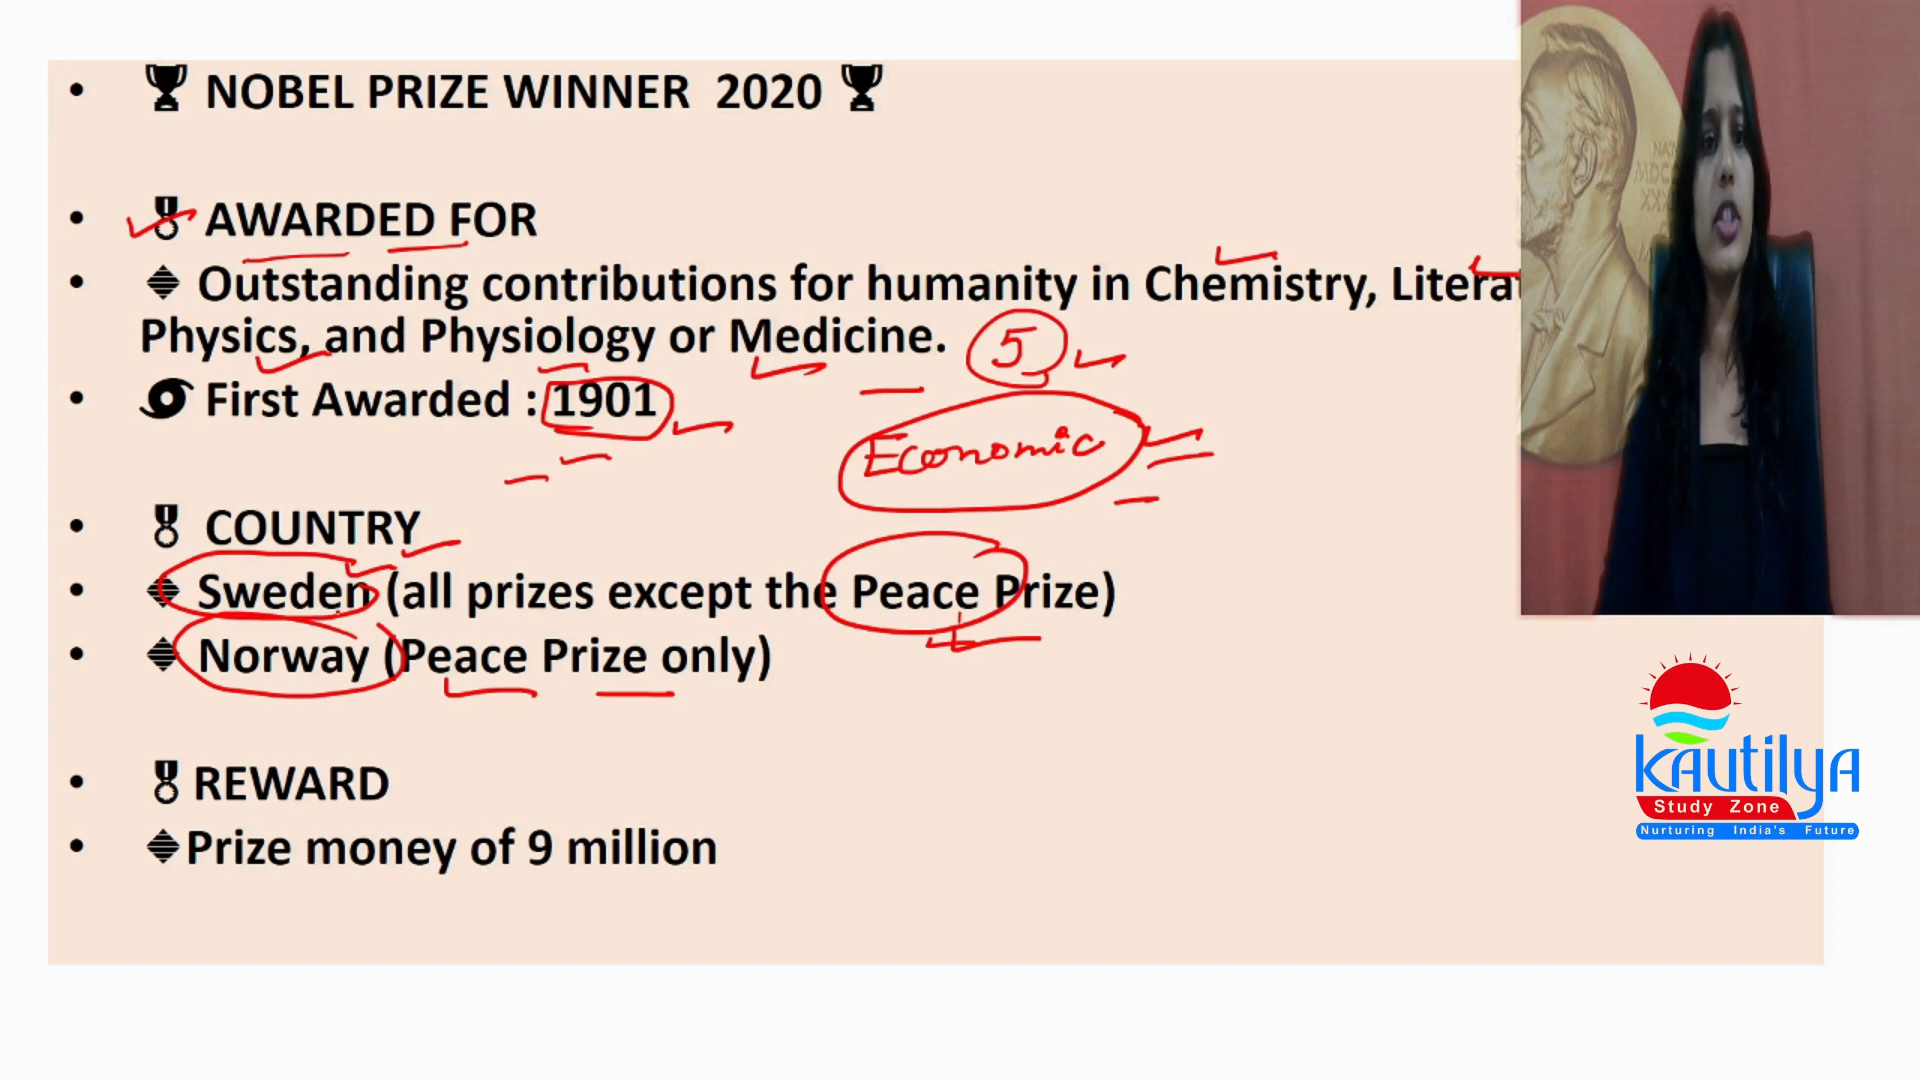 NOBEL PRIZE WINNER 2020
AWARDED FOR
Outstanding contributions for humanity in Chemistry,
Physics, and Physiology or Medicine.
5
First Awarded : 1901
Economic
COUNTRY
Sweden (all prizes except the Peace Prize)
Norway (Peace Prize only)
REWARD
Prize money of 9 million
Kautilya
Study Zone
Nurturing India's Future